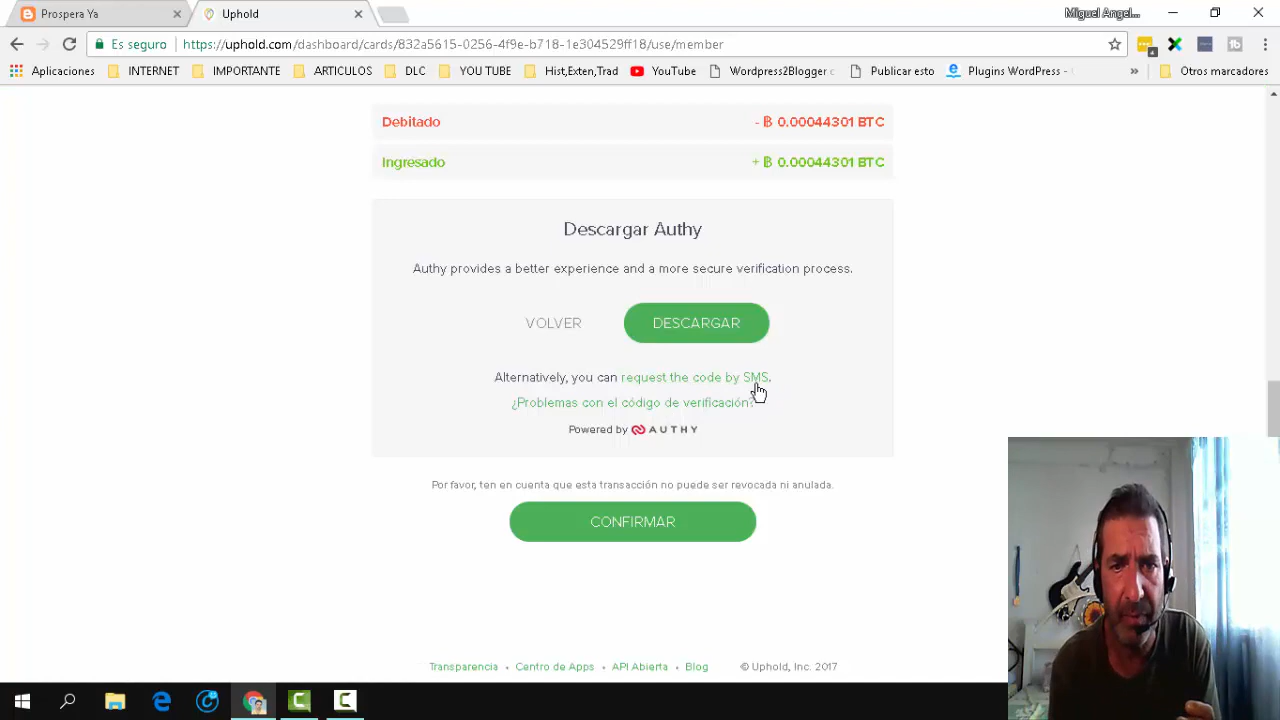 Prospera Ya
Uphold
Miguel Angel...
Es seguro
https://uphold.com/dashboard/cards/832a5615-0256-4f9e-b718-1e304529ff18/use/member
Aplicaciones
INTERNET
IMPORTANTE
ARTICULOS
DLC
YOU TUBE
Hist,Exten,Trad
YouTube
Wordpress2Blogger c
Publicar esto
Plugins WordPress -
»
Otros marcadores
Debitado - ฿ 0.00044301 BTC
Ingresado + ฿ 0.00044301 BTC
Descargar Authy
Authy provides a better experience and a more secure verification process.
VOLVER DESCARGAR
Alternatively, you can request the code by SMS.
¿Problemas con el código de verificación?
Powered by AUTHY
Por favor, ten en cuenta que esta transacción no puede ser revocada ni anulada.
CONFIRMAR
Transparencia • Centro de Apps • API Abierta • Blog © Uphold, Inc. 2017